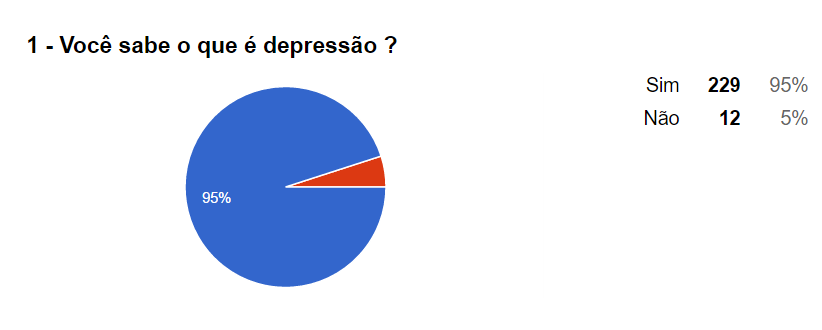 1 - Você sabe o que é depressão ?
Sim 229 95%
Não 12 5%
95%